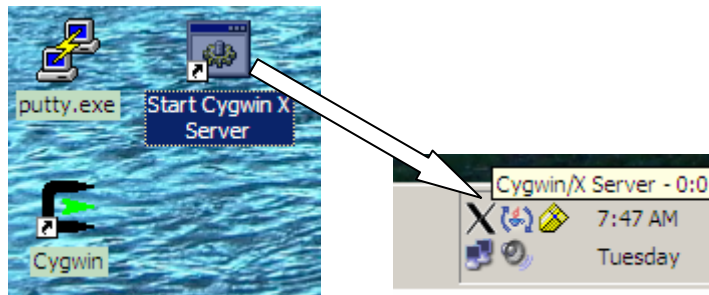 putty.exe
Start Cygwin X
Server
Cygwin
Cygwin/X Server - 0:0
7:47 AM
Tuesday